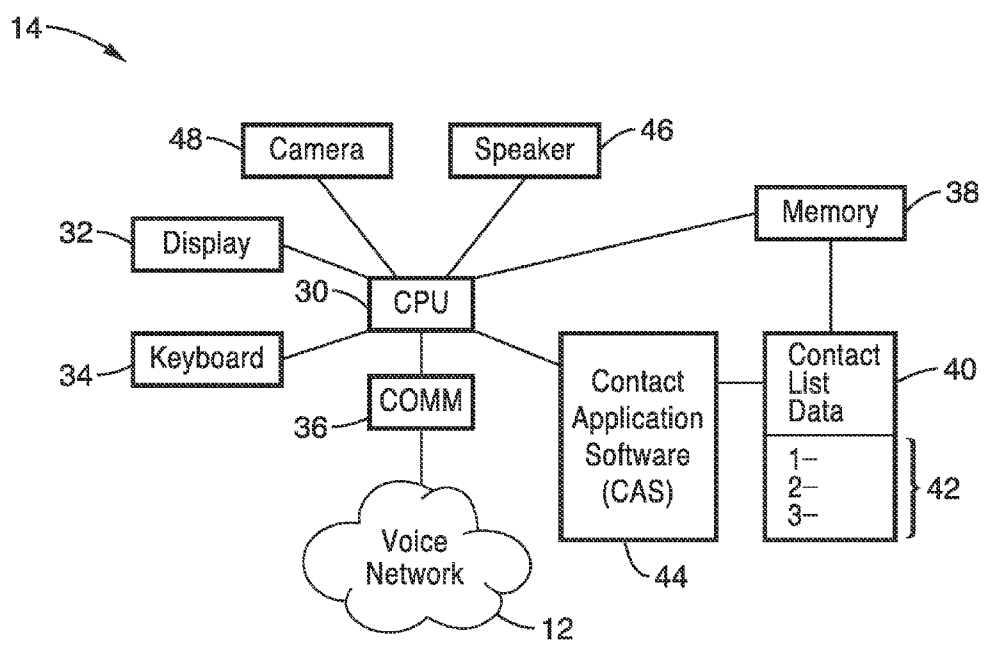 14
48
Camera
Speaker
46
Memory
38
32
Display
30
CPU
34
Keyboard
36
COMM
Contact
Application
Software
(CAS)
44
Contact
List
Data
40
1–
2–
3–
42
Voice
Network
12